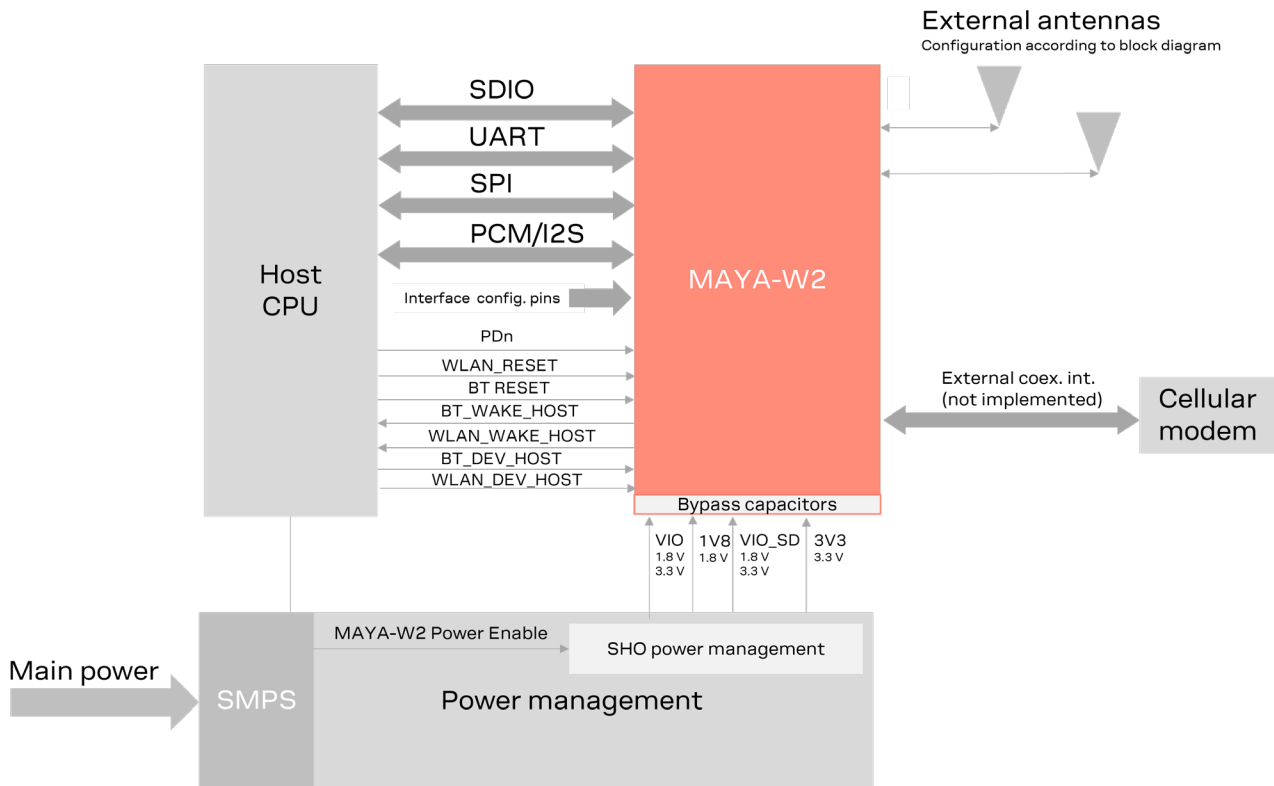 External antennas
Configuration according to block diagram
SDIO
UART
SPI
PCM/I2S
Host
CPU
MAYA-W2
Interface config. pins
PDn
WLAN_RESET
BT RESET
BT_WAKE_HOST
WLAN_WAKE_HOST
BT_DEV_HOST
WLAN_DEV_HOST
External coex. int.
(not implemented)
Cellular
modem
Bypass capacitors
VIO
1.8 V
3.3 V
1V8
1.8 V
VIO_SD
1.8 V
3.3 V
3V3
3.3 V
MAYA-W2 Power Enable
SHO power management
Main power
SMPS
Power management